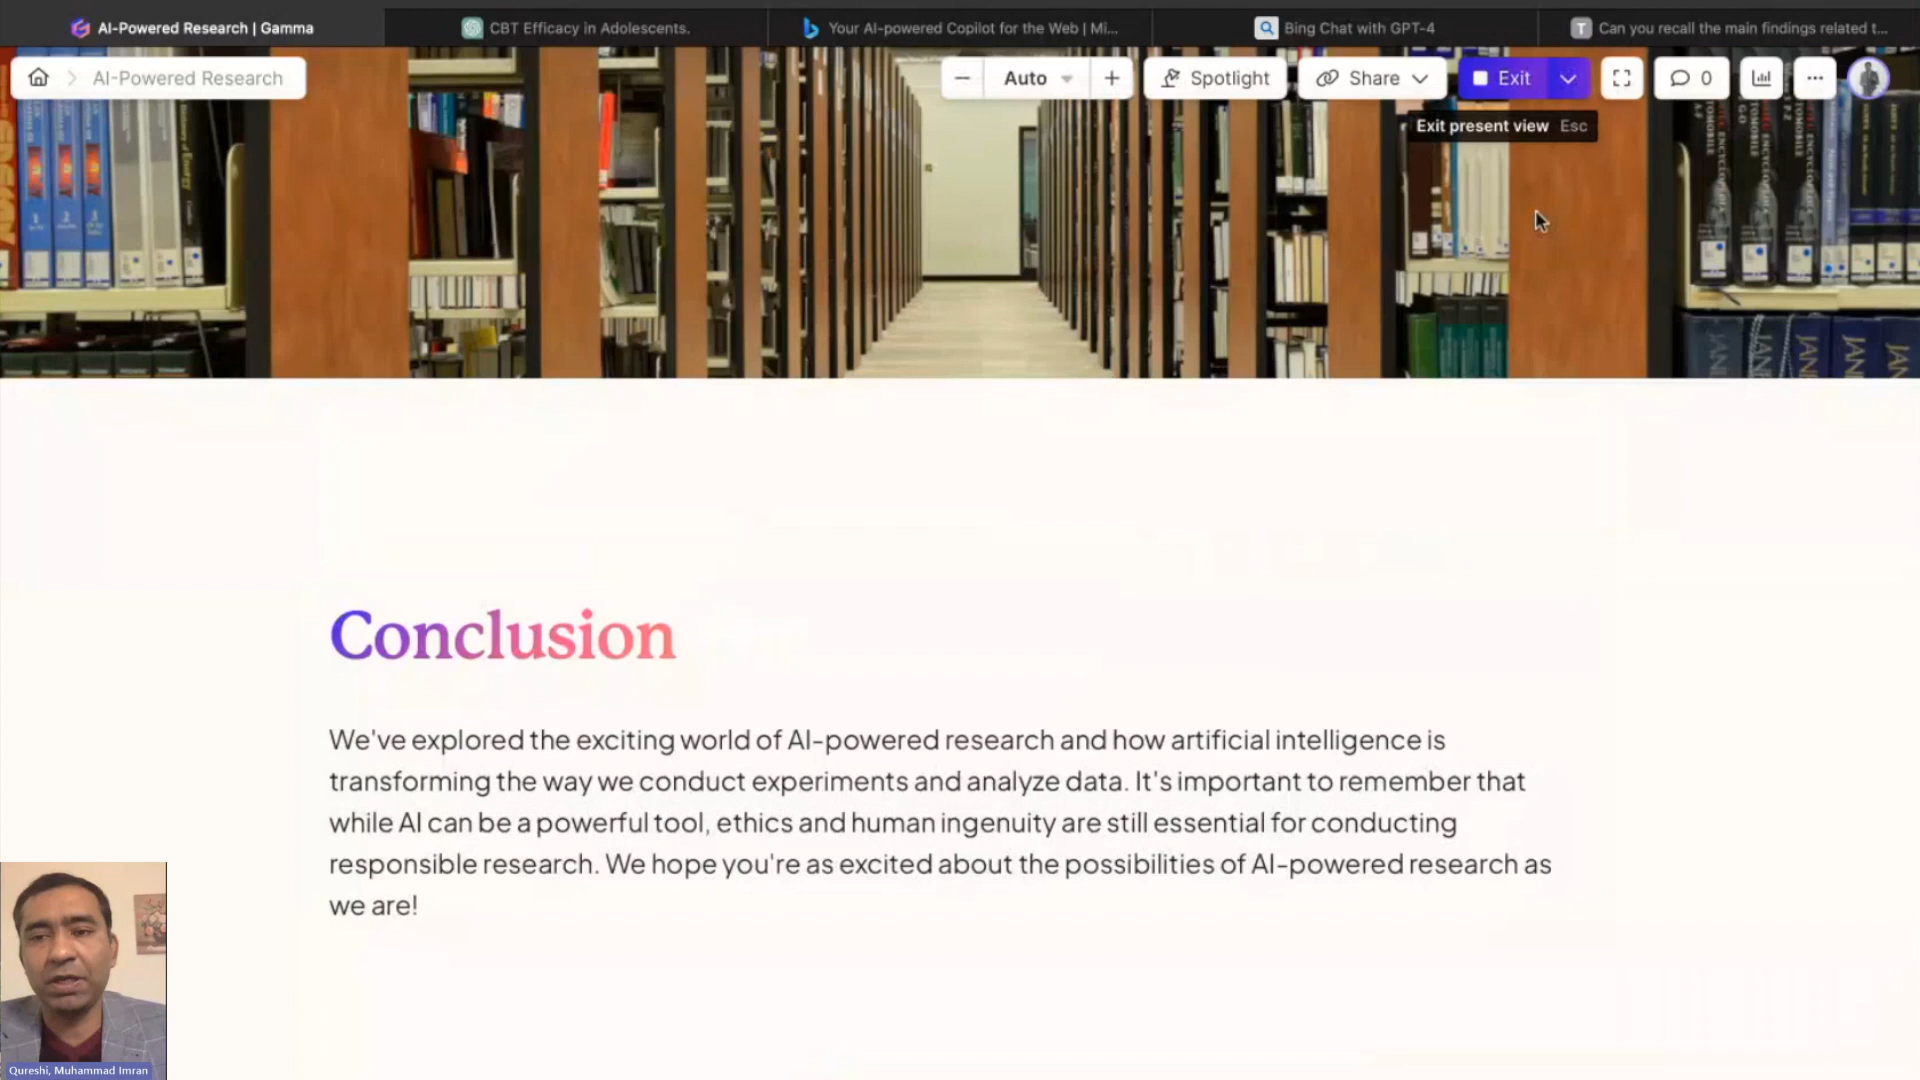 AI-Powered Research | Gamma
CBT Efficacy in Adolescents.
Your AI-powered Copilot for the Web | Mi...
Bing Chat with GPT-4
T Can you recall the main findings related t...
AI-Powered Research
Auto
Spotlight
Share
Exit
0
Exit present view Esc
Conclusion
We've explored the exciting world of AI-powered research and how artificial intelligence is
transforming the way we conduct experiments and analyze data. It's important to remember that
while AI can be a powerful tool, ethics and human ingenuity are still essential for conducting
responsible research. We hope you're as excited about the possibilities of AI-powered research as
we are!
Qureshi, Muhammad Imran